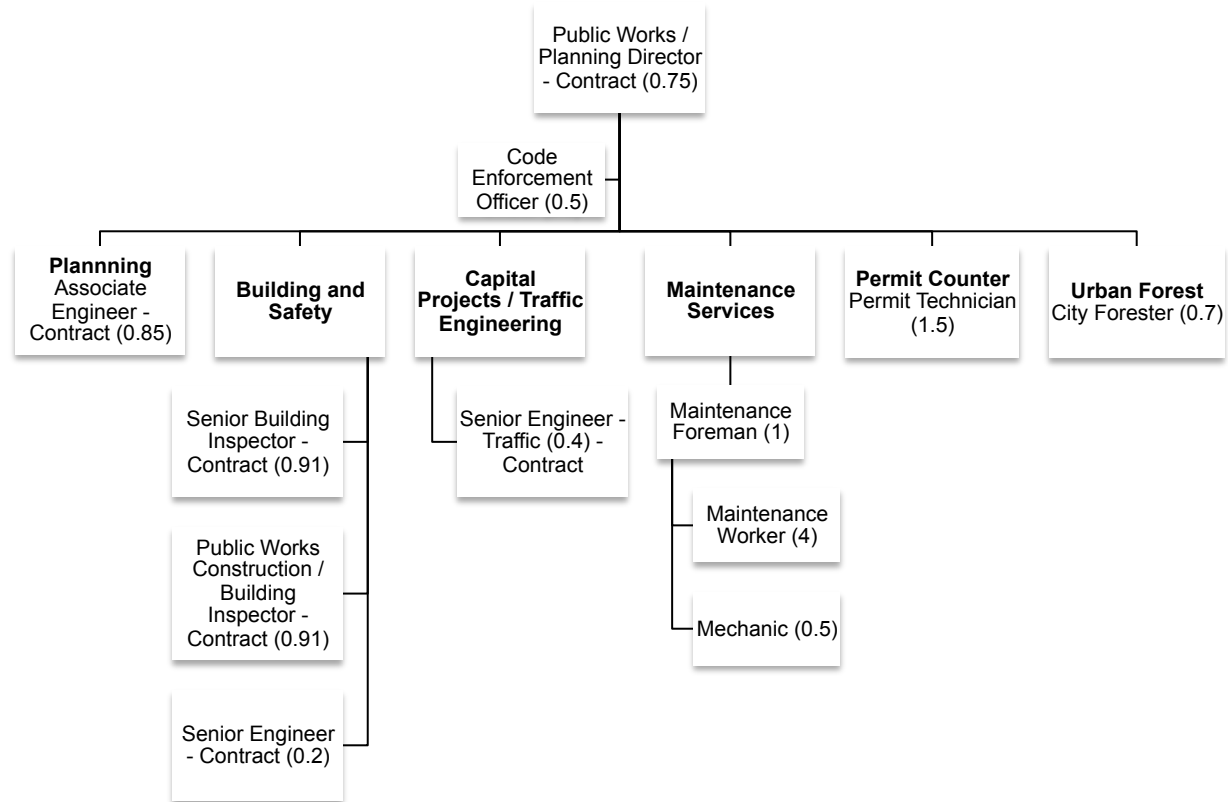 Public Works /
Planning Director
- Contract (0.75)
Code
Enforcement
Officer (0.5)
Plannning
Associate
Engineer -
Contract (0.85)
Building and
Safety
Capital
Projects / Traffic
Engineering
Maintenance
Services
Permit Counter
Permit Technician
(1.5)
Urban Forest
City Forester (0.7)
Senior Building
Inspector -
Contract (0.91)
Public Works
Construction /
Building
Inspector -
Contract (0.91)
Senior Engineer
- Contract (0.2)
Senior Engineer -
Traffic (0.4) -
Contract
Maintenance
Foreman (1)
Maintenance
Worker (4)
Mechanic (0.5)